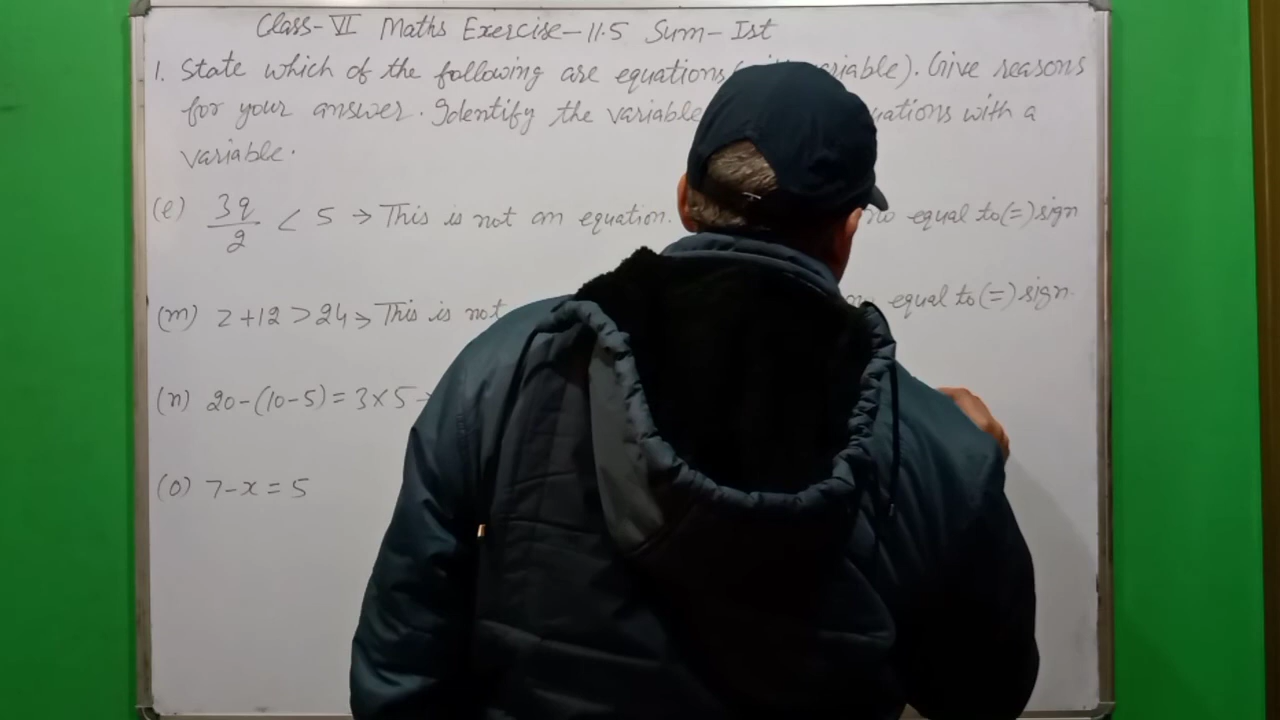 Class-VI Maths Exercise-11.5 Sum-Ist
1. State which of the following are equations ( variable). Give reasons
for your answer. Identify the variable equations with a
variable.
(l) 3q/2 < 5 → This is not an equation. no equal to(=) sign
(m) z+12 > 24 → This is not equal to(=) sign.
(n) 20-(10-5) = 3×5 →
(o) 7-x = 5